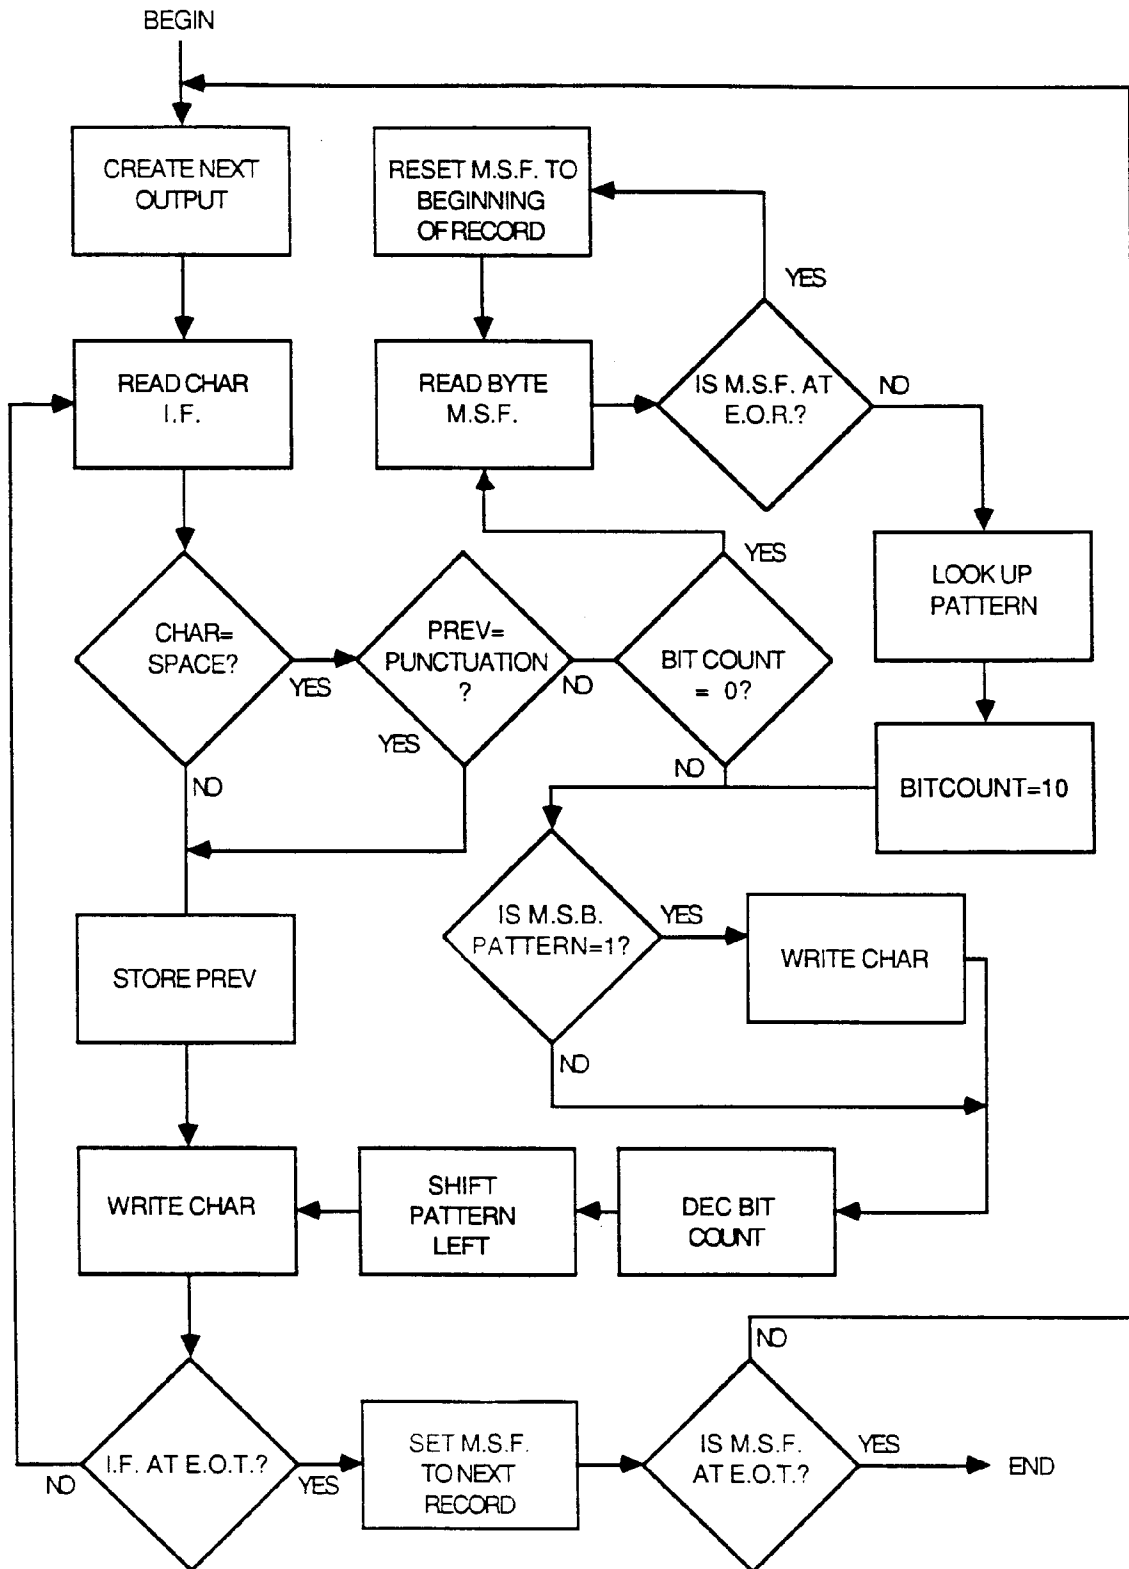 BEGIN
CREATE NEXT
OUTPUT
RESET M.S.F. TO
BEGINNING
OF RECORD
YES
READ CHAR
I.F.
READ BYTE
M.S.F.
IS M.S.F. AT
E.O.R.?
NO
CHAR=
SPACE?
YES
PREV=
PUNCTUATION
?
NO
YES
YES
BIT COUNT
= 0?
NO
LOOK UP
PATTERN
BITCOUNT=10
NO
STORE PREV
IS M.S.B.
PATTERN=1?
YES
WRITE CHAR
NO
WRITE CHAR
SHIFT
PATTERN
LEFT
DEC BIT
COUNT
NO
I.F. AT E.O.T.?
NO
YES
SET M.S.F.
TO NEXT
RECORD
IS M.S.F.
AT E.O.T.?
YES
END